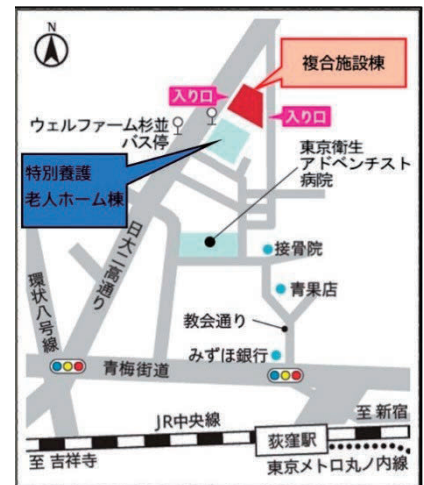 N
複合施設棟
入り口
入り口
ウェルファーム杉並
バス停
東京衛生
アドベンチスト
病院
特別養護
老人ホーム棟
日大二高通り
接骨院
環状八号線
青果店
教会通り
みずほ銀行
青梅街道
JR中央線
至 新宿
荻窪駅
至 吉祥寺
東京メトロ丸ノ内線